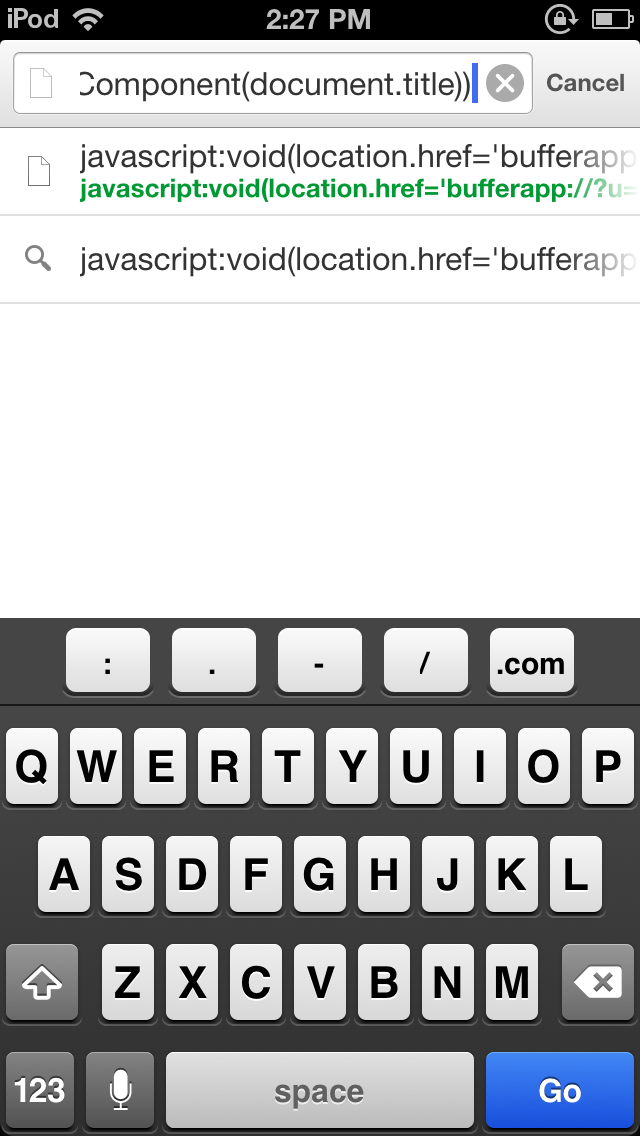 iPod 2:27 PM
Component(document.title)) Cancel
javascript:void(location.href='bufferapp
javascript:void(location.href='bufferapp://?u=
javascript:void(location.href='bufferapp
: . - / .com
Q W E R T Y U I O P
A S D F G H J K L
Z X C V B N M
123 space Go